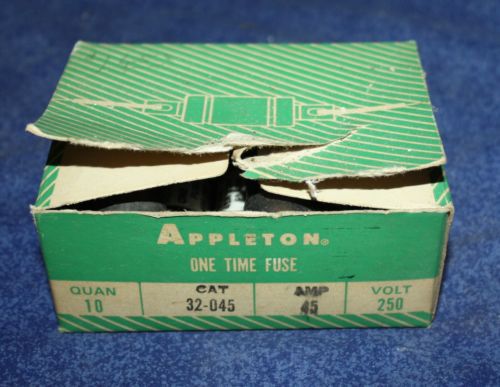 APPLETON®
ONE TIME FUSE
QUAN CAT AMP VOLT
10 32-045 45 250